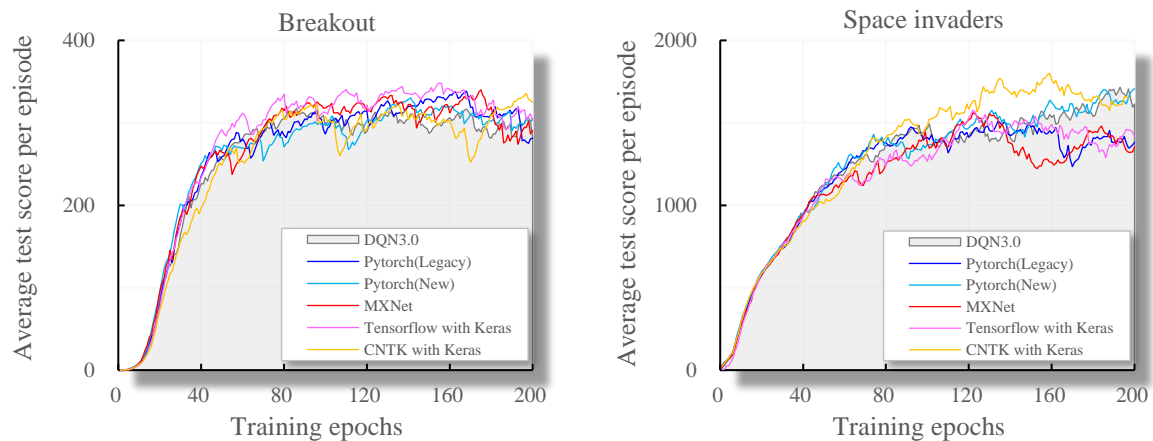 Breakout
Average test score per episode
400
200
0
DQN3.0
Pytorch(Legacy)
Pytorch(New)
MXNet
Tensorflow with Keras
CNTK with Keras
0 40 80 120 160 200
Training epochs
Space invaders
Average test score per episode
2000
1000
0
DQN3.0
Pytorch(Legacy)
Pytorch(New)
MXNet
Tensorflow with Keras
CNTK with Keras
0 40 80 120 160 200
Training epochs